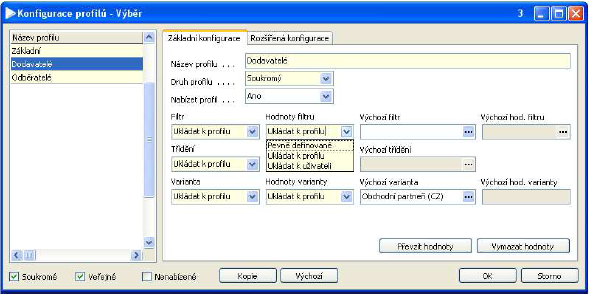 Konfigurace profilů - Výběr 3
Název profilu
Základní
Dodavatelé
Odběratelé
Základní konfigurace Rozšířená konfigurace
Název profilu . . . Dodavatelé
Druh profilu . . . . Soukromý
Nabízet profil . . . Ano
Filtr Hodnoty filtru Výchozí filtr Výchozí hod. filtru
Ukládat k profilu Ukládat k profilu
Pevně definované
Ukládat k profilu
Ukládat k uživateli
Třídění Výchozí třídění
Ukládat k profilu
Varianta Hodnoty varianty Výchozí varianta Výchozí hod. varianty
Ukládat k profilu Ukládat k profilu Obchodní partneři (CZ)
Převzít hodnoty Vymazat hodnoty
Soukromé Veřejné Nenabízené Kopie Výchozí OK Storno